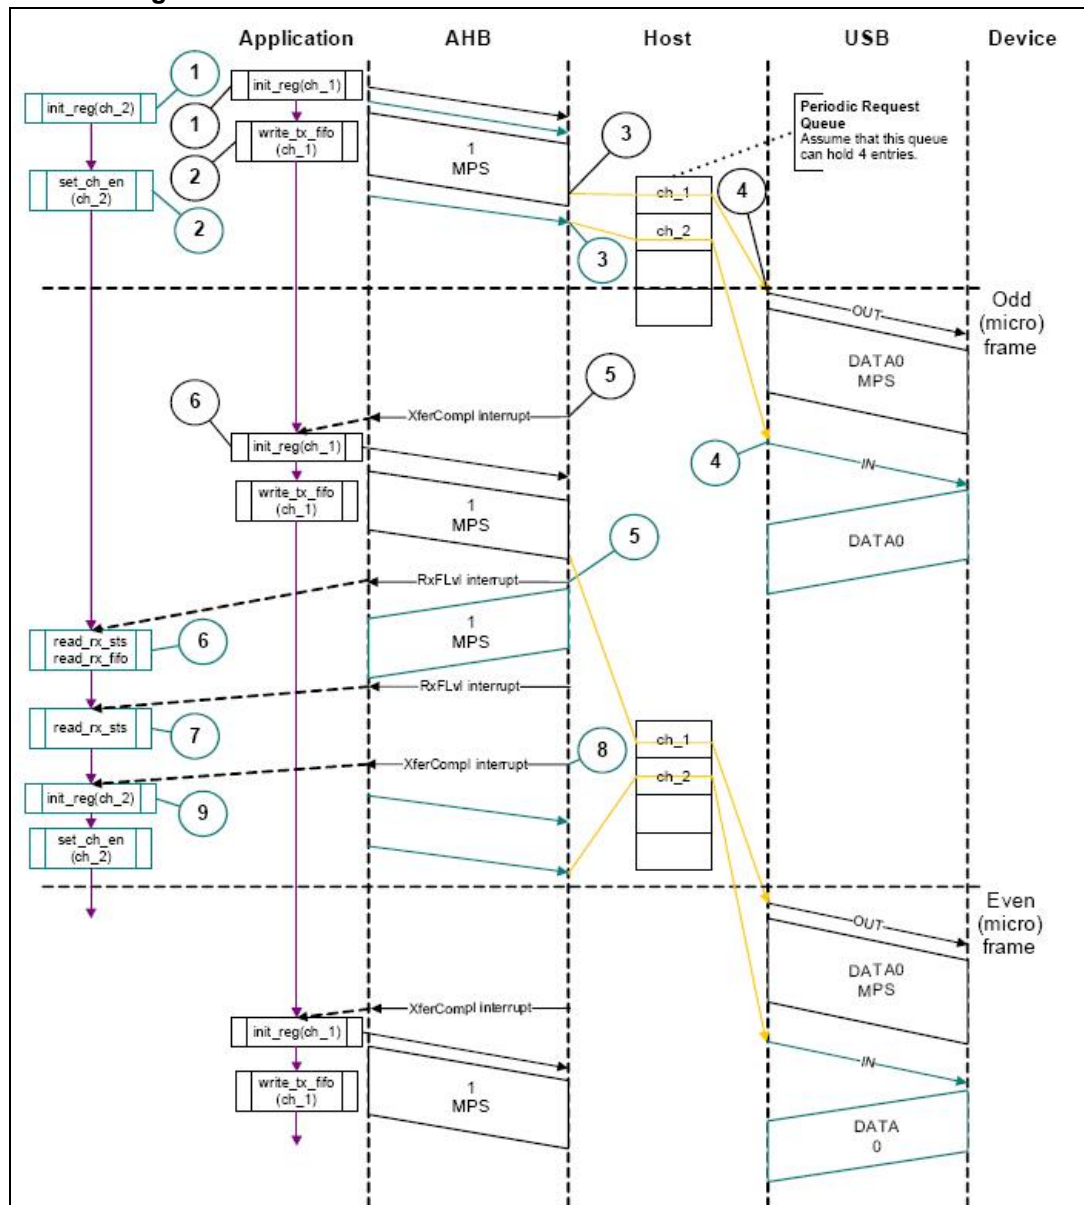 Application AHB Host USB Device
1
init_reg(ch_2)
init_reg(ch_1)
1
Periodic Request
Queue
Assume that this queue
can hold 4 entries.
write_tx_fifo
(ch_1)
2
1
MPS
3
set_ch_en
(ch_2)
2
ch_1
4
ch_2
3
Odd
(micro)
frame
OUT
DATA0
MPS
5
6
XferCompl interrupt
init_reg(ch_1)
4
IN
write_tx_fifo
(ch_1)
1
MPS
5
DATA0
RxFLvl interrupt
read_rx_sts
read_rx_fifo
6
1
MPS
RxFLvl interrupt
read_rx_sts
7
ch_1
8
XferCompl interrupt
ch_2
init_reg(ch_2)
9
set_ch_en
(ch_2)
Even
(micro)
frame
OUT
DATA0
MPS
XferCompl interrupt
init_reg(ch_1)
IN
write_tx_fifo
(ch_1)
1
MPS
DATA
0